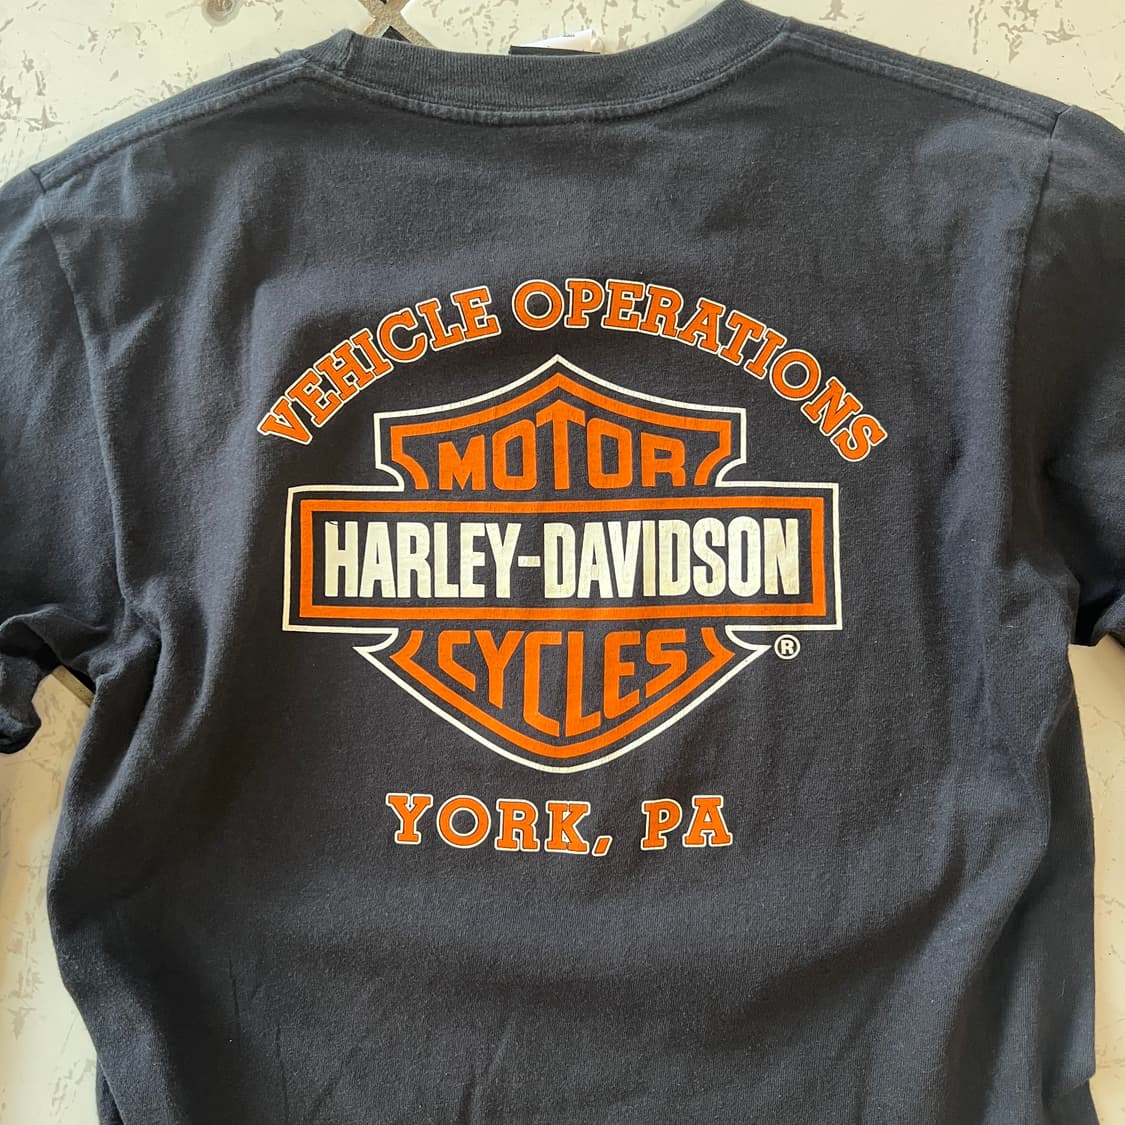 VEHICLE OPERATIONS
MOTOR
HARLEY-DAVIDSON
CYCLES
®
YORK, PA